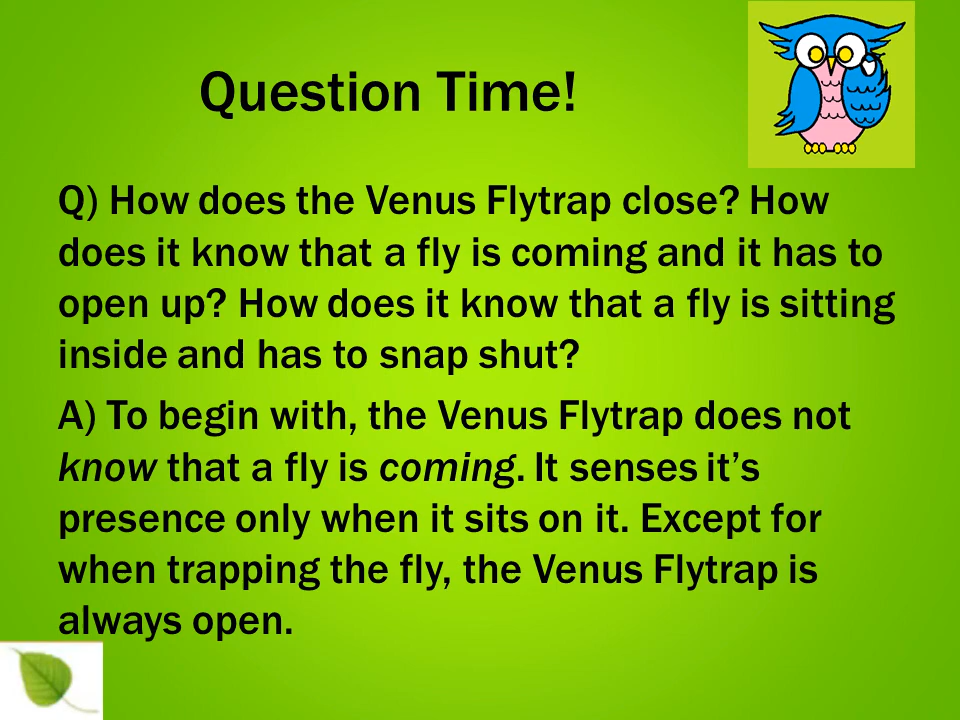 Question Time!
Q) How does the Venus Flytrap close? How
does it know that a fly is coming and it has to
open up? How does it know that a fly is sitting
inside and has to snap shut?
A) To begin with, the Venus Flytrap does not
know that a fly is coming. It senses it’s
presence only when it sits on it. Except for
when trapping the fly, the Venus Flytrap is
always open.